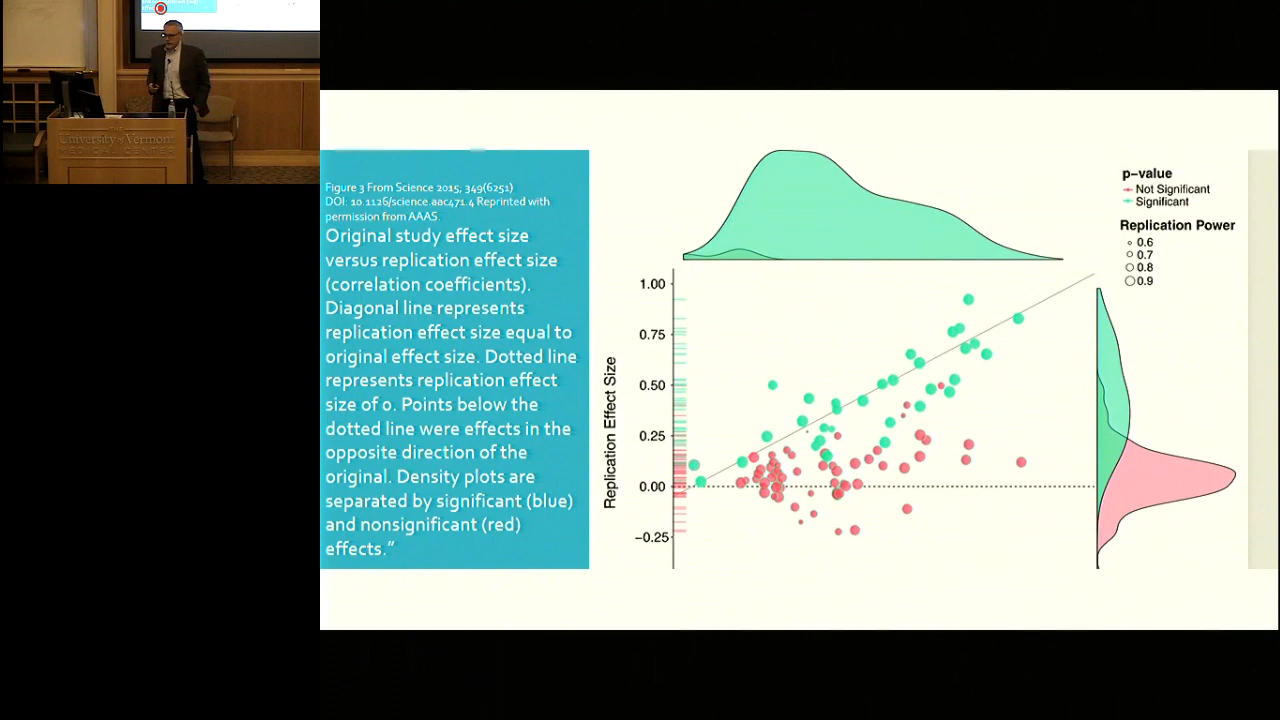 University of Vermont
MEDICAL CENTER
Figure 3 From Science 2015; 349(6251)
DOI: 10.1126/science.aac471.4 Reprinted with
permission from AAAS.
Original study effect size
versus replication effect size
(correlation coefficients).
Diagonal line represents
replication effect size equal to
original effect size. Dotted line
represents replication effect
size of 0. Points below the
dotted line were effects in the
opposite direction of the
original. Density plots are
separated by significant (blue)
and nonsignificant (red)
effects.”
Replication Effect Size
1.00
0.75
0.50
0.25
0.00
−0.25
p-value
Not Significant
Significant
Replication Power
0.6
0.7
0.8
0.9